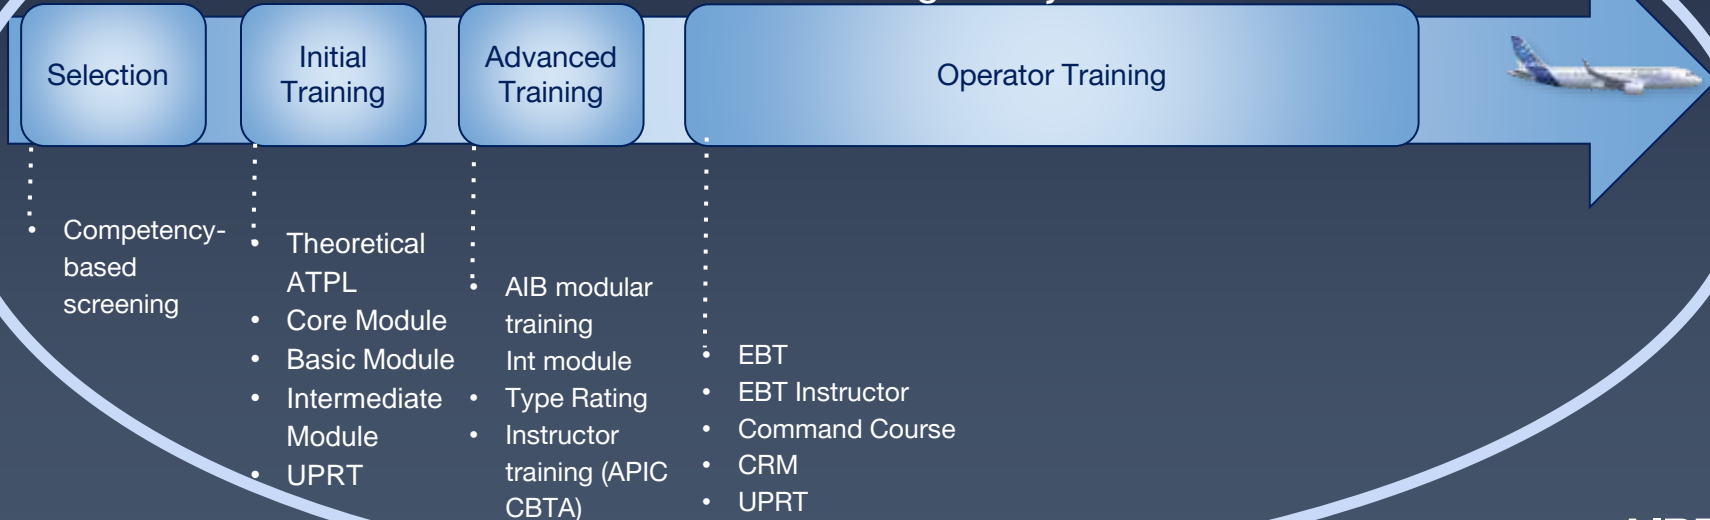 Selection
Initial
Training
Advanced
Training
Operator Training
• Competency-
based
screening
• Theoretical
ATPL
• Core Module
• Basic Module
• Intermediate
Module
• UPRT
• AIB modular
training
Int module
• Type Rating
• Instructor
training (APIC
CBTA)
• EBT
• EBT Instructor
• Command Course
• CRM
• UPRT